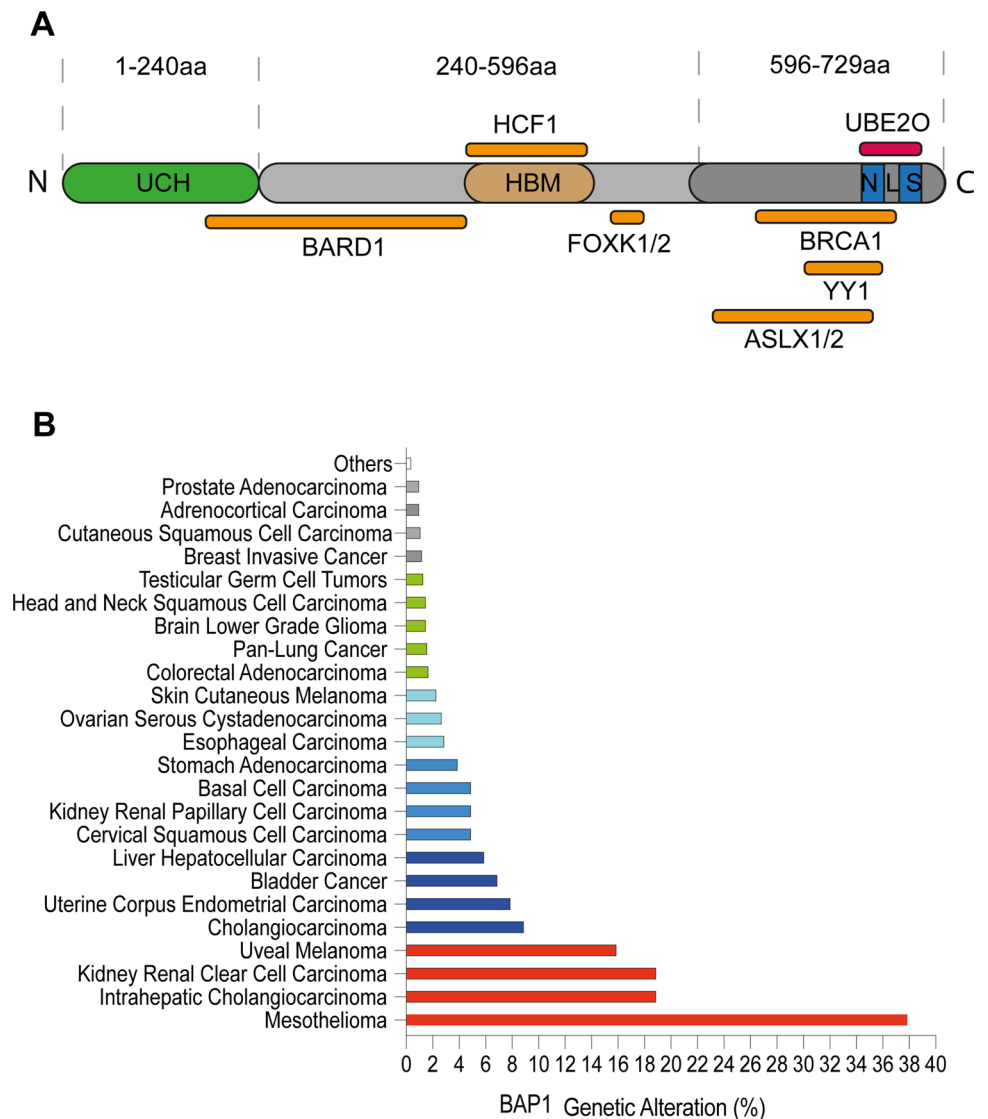 A
1-240aa 240-596aa 596-729aa
HCF1 UBE2O
N UCH HBM N L S C
BARD1 FOXK1/2 BRCA1
YY1
ASLX1/2
B
Others
Prostate Adenocarcinoma
Adrenocortical Carcinoma
Cutaneous Squamous Cell Carcinoma
Breast Invasive Cancer
Testicular Germ Cell Tumors
Head and Neck Squamous Cell Carcinoma
Brain Lower Grade Glioma
Pan-Lung Cancer
Colorectal Adenocarcinoma
Skin Cutaneous Melanoma
Ovarian Serous Cystadenocarcinoma
Esophageal Carcinoma
Stomach Adenocarcinoma
Basal Cell Carcinoma
Kidney Renal Papillary Cell Carcinoma
Cervical Squamous Cell Carcinoma
Liver Hepatocellular Carcinoma
Bladder Cancer
Uterine Corpus Endometrial Carcinoma
Cholangiocarcinoma
Uveal Melanoma
Kidney Renal Clear Cell Carcinoma
Intrahepatic Cholangiocarcinoma
Mesothelioma
0 2 4 6 8 10 12 14 16 18 20 22 24 26 28 30 32 34 36 38 40
BAP1 Genetic Alteration (%)